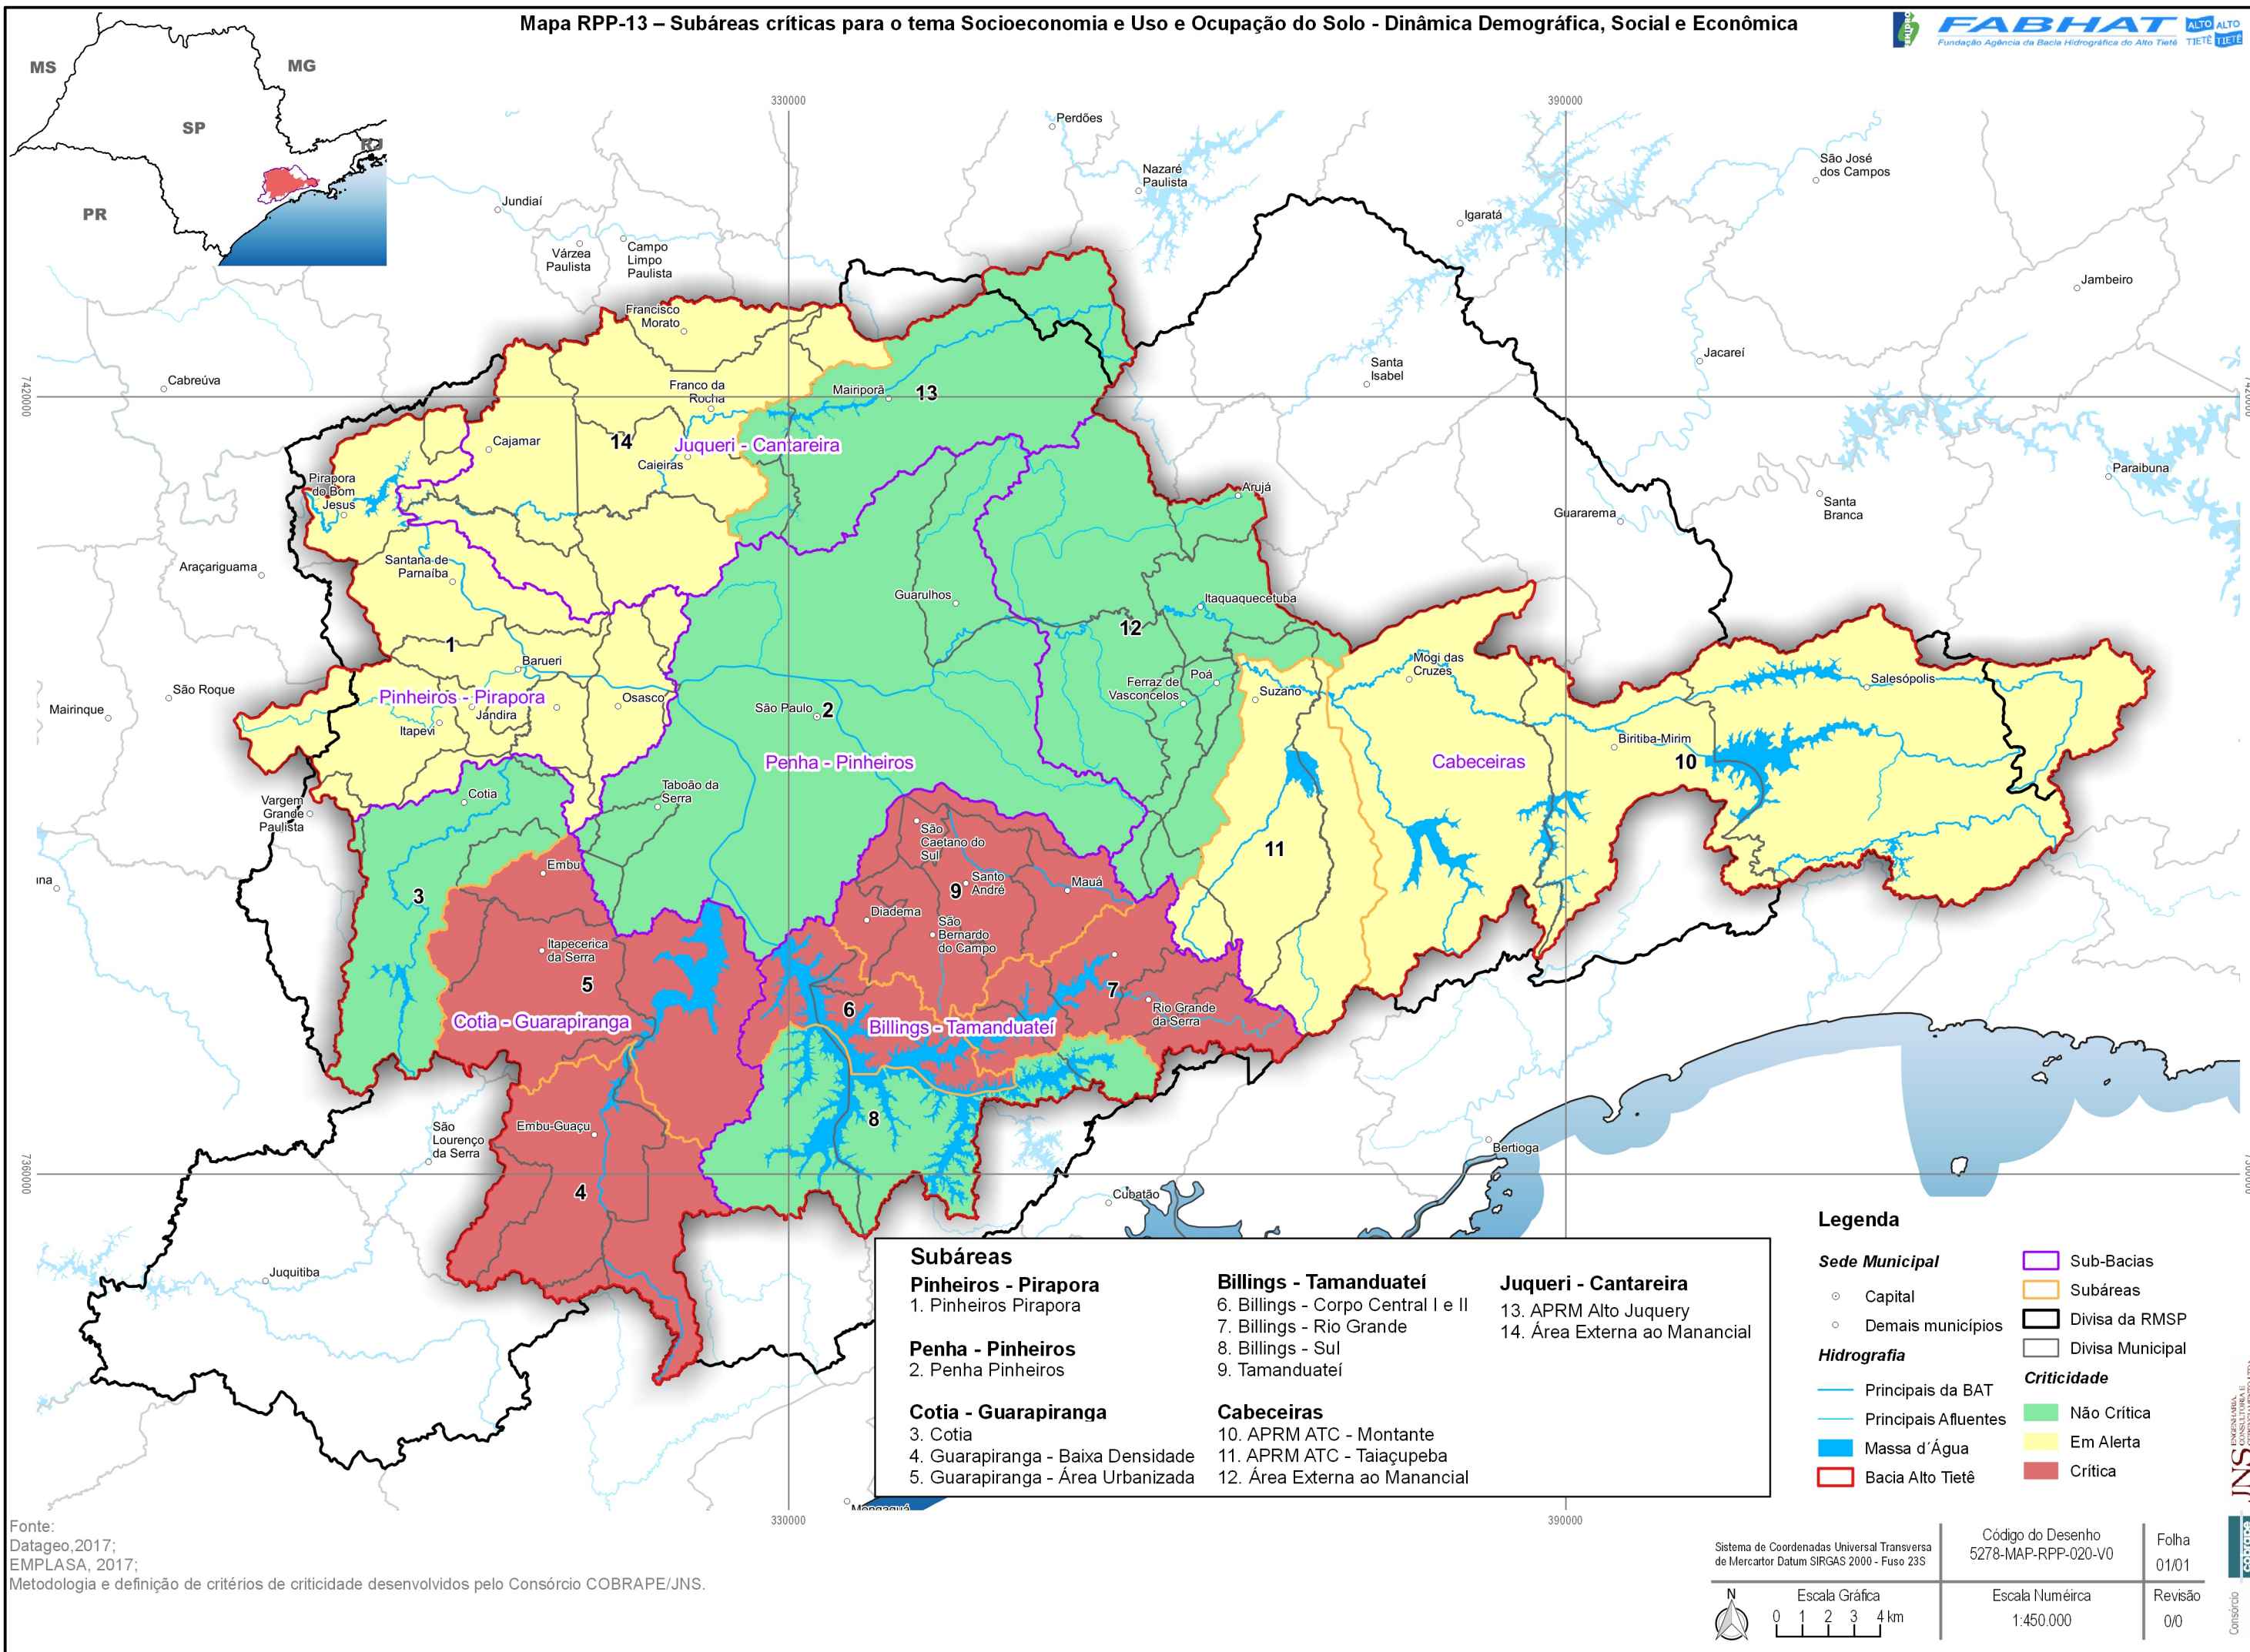 Mapa RPP-13 – Subáreas críticas para o tema Socioeconomia e Uso e Ocupação do Solo - Dinâmica Demográfica, Social e Econômica
FABHAT
Fundação Agência da Bacia Hidrográfica do Alto Tietê
ALTO TIETÊ
ALTO TIETÊ
MS
MG
SP
RJ
PR
330000
390000
Perdões
Nazaré
Paulista
São José
dos Campos
Jundiaí
Igaratá
Várzea
Paulista
Campo
Limpo
Paulista
Jambeiro
Francisco
Morato
Santa
Isabel
Jacareí
7420000
Cabreúva
Franco da
Rocha
Mairiporã
13
Cajamar
14
Juqueri - Cantareira
Caieiras
Pirapora
do Bom
Jesus
Arujá
Paraibuna
Santa
Branca
Guararema
Araçariguama
Santana de
Parnaíba
Guarulhos
Itaquaquecetuba
12
1
Barueri
Mogi das
Cruzes
São Roque
Pinheiros - Pirapora
Osasco
Ferraz de
Vasconcelos
Poá
Suzano
Salesópolis
Mairinque
Jandira
Itapevi
São Paulo
2
Biritiba-Mirim
Penha - Pinheiros
Cabeceiras
10
Cotia
Taboão da
Serra
Vargem
Grande
Paulista
São
Caetano do
Sul
11
Embu
Santo
André
9
Mauá
ına
3
Diadema
São
Bernardo
do Campo
Itapecerica
da Serra
5
7
6
Rio Grande
da Serra
Cotia - Guarapiranga
Billings - Tamanduateí
8
Embu-Guaçu
São
Lourenço
da Serra
Bertioga
7360000
4
Cubatão
Juquitiba
Mongaguá
Subáreas
Pinheiros - Pirapora
1. Pinheiros Pirapora
Penha - Pinheiros
2. Penha Pinheiros
Cotia - Guarapiranga
3. Cotia
4. Guarapiranga - Baixa Densidade
5. Guarapiranga - Área Urbanizada
Billings - Tamanduateí
6. Billings - Corpo Central I e II
7. Billings - Rio Grande
8. Billings - Sul
9. Tamanduateí
Cabeceiras
10. APRM ATC - Montante
11. APRM ATC - Taiaçupeba
12. Área Externa ao Manancial
Juqueri - Cantareira
13. APRM Alto Juquery
14. Área Externa ao Manancial
Legenda
Sede Municipal
Capital
Demais municípios
Hidrografia
Principais da BAT
Principais Afluentes
Massa d´Água
Bacia Alto Tietê
Sub-Bacias
Subáreas
Divisa da RMSP
Divisa Municipal
Criticidade
Não Crítica
Em Alerta
Crítica
330000
390000
Fonte:
Datageo,2017;
EMPLASA, 2017;
Metodologia e definição de critérios de criticidade desenvolvidos pelo Consórcio COBRAPE/JNS.
Sistema de Coordenadas Universal Transversa
de Mercartor Datum SIRGAS 2000 - Fuso 23S
Código do Desenho
5278-MAP-RPP-020-V0
Folha
01/01
N
Escala Gráfica
0 1 2 3 4 km
Escala Numéirca
1:450.000
Revisão
0/0
Consórcio
cobrape
JNS
ENGENHARIA,
CONSULTORIA E